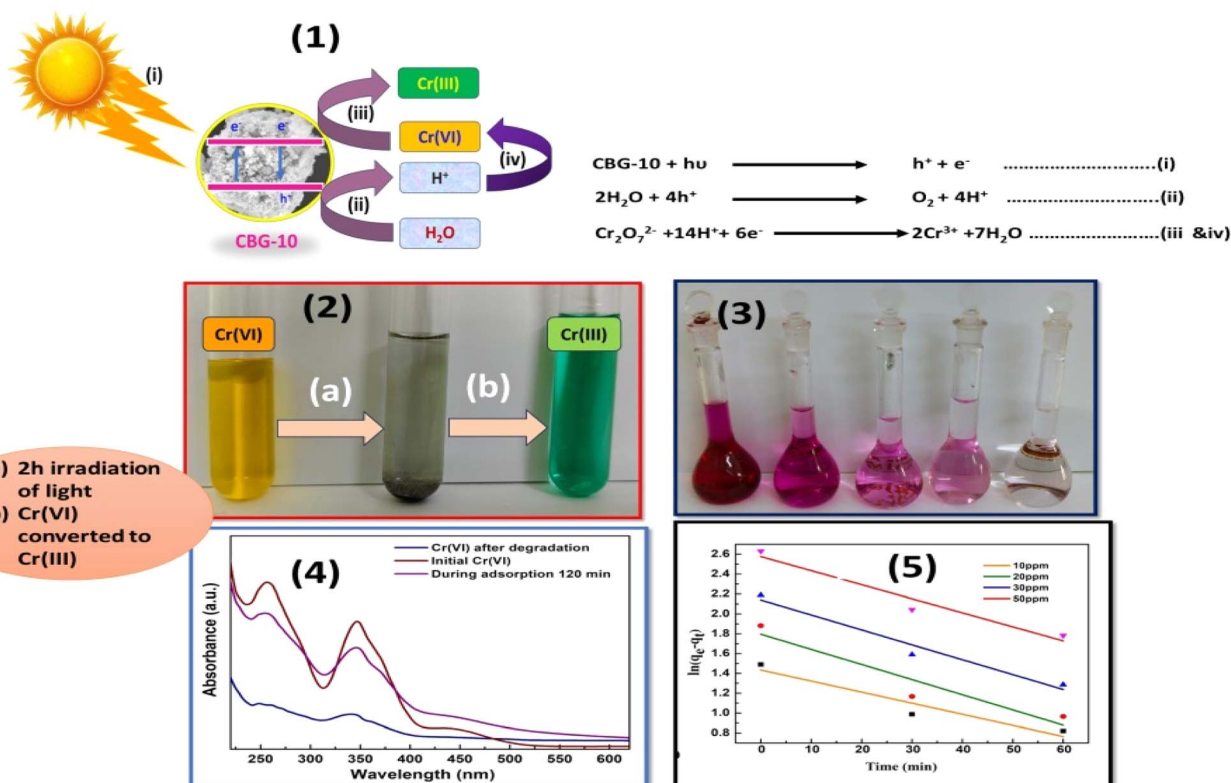 (1)
(i)
e⁻ e⁻
h⁺
CBG-10
(iii)
(ii)
(iv)
Cr(III)
Cr(VI)
H⁺
H₂O
CBG-10 + hυ h⁺ + e⁻ ..................(i)
2H₂O + 4h⁺ O₂ + 4H⁺ ..................(ii)
Cr₂O₇²⁻ +14H⁺+ 6e⁻ 2Cr³⁺ +7H₂O ..................(iii &iv)
(2)
Cr(VI)
(a)
(b)
Cr(III)
(3)
) 2h irradiation
of light
) Cr(VI)
converted to
Cr(III)
(4)
Cr(VI) after degradation
Initial Cr(VI)
During adsorption 120 min
Absorbance (a.u.)
250 300 350 400 450 500 550 600
Wavelength (nm)
(5)
10ppm
20ppm
30ppm
50ppm
ln(qₑ-qₜ)
2.6
2.4
2.2
2.0
1.8
1.6
1.4
1.2
1.0
0.8
0 10 20 30 40 50 60
Time (min)